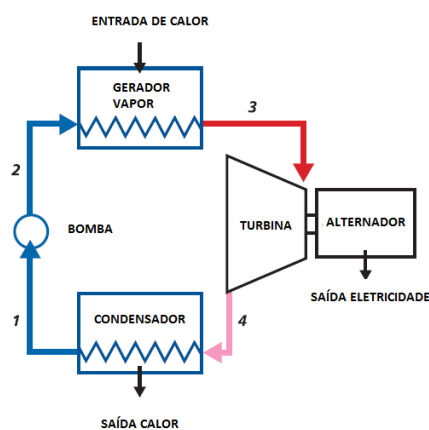 ENTRADA DE CALOR
GERADOR
VAPOR
3
2
TURBINA
ALTERNADOR
BOMBA
SAÍDA ELETRICIDADE
1
CONDENSADOR
4
SAÍDA CALOR